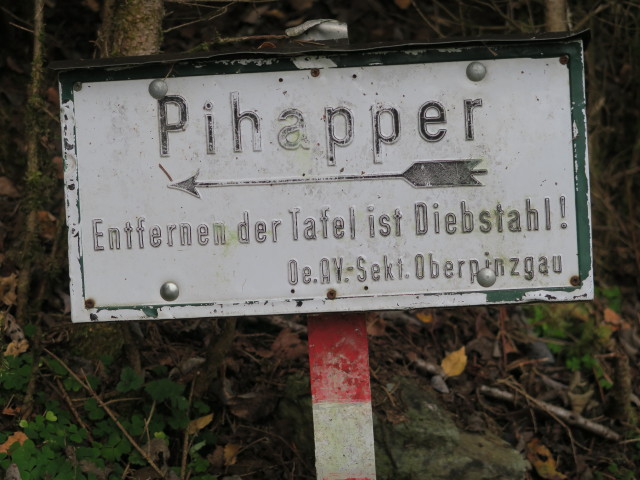 Pihapper
Entfernen der Tafel ist Diebstahl!
Oe.AV.-Sekt. Oberpinzgau